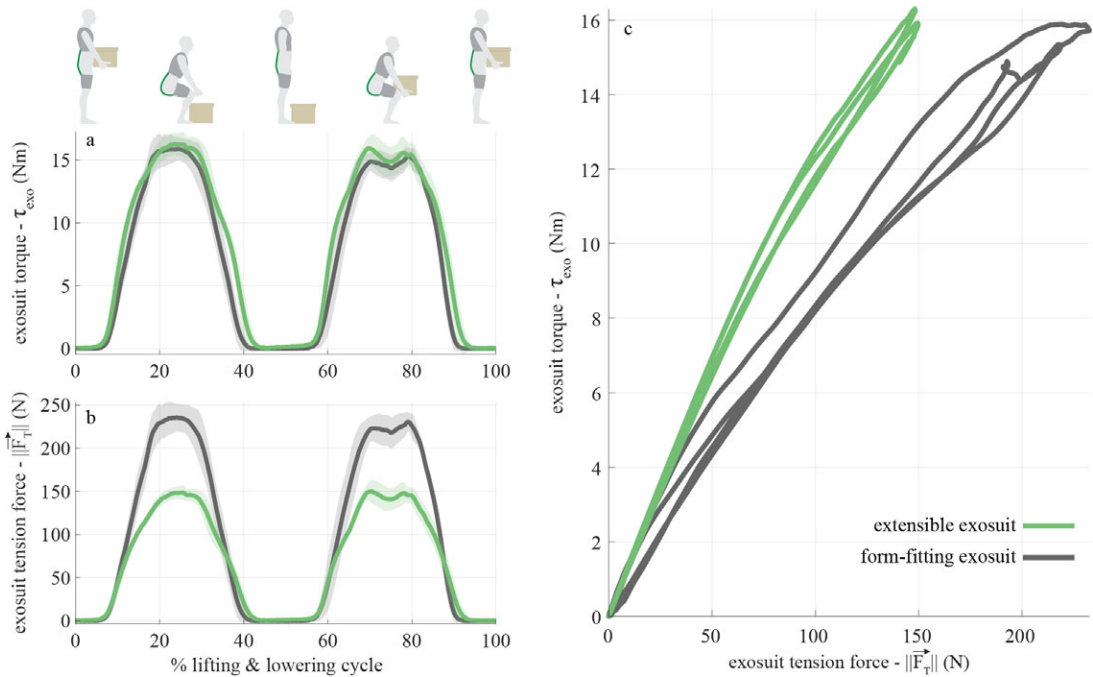 a
exosuit torque - τexo (Nm)
15
10
5
0
0 20 40 60 80 100
b
exosuit tension force - ||F⃗T|| (N)
250
200
150
100
50
0
0 20 40 60 80 100
% lifting & lowering cycle
c
exosuit torque - τexo (Nm)
16
14
12
10
8
6
4
2
0
0 50 100 150 200
exosuit tension force - ||F⃗T|| (N)
extensible exosuit
form-fitting exosuit